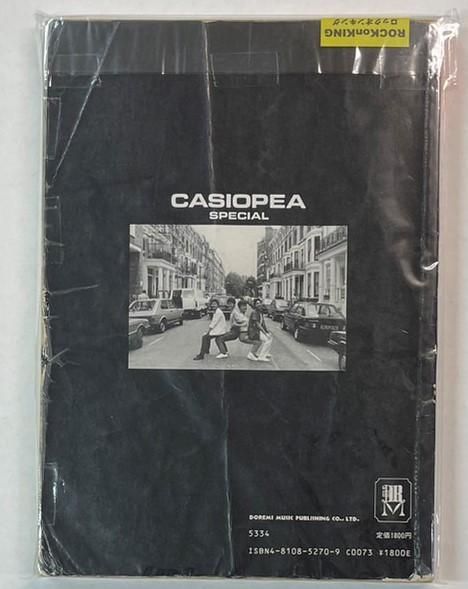 ROCKonKING
ロックオンキング
CASIOPEA
SPECIAL
DOREMI MUSIC PUBLISHING CO., LTD.
5334
定価1800円
ISBN4-8108-5270-9 C0073 ¥1800E